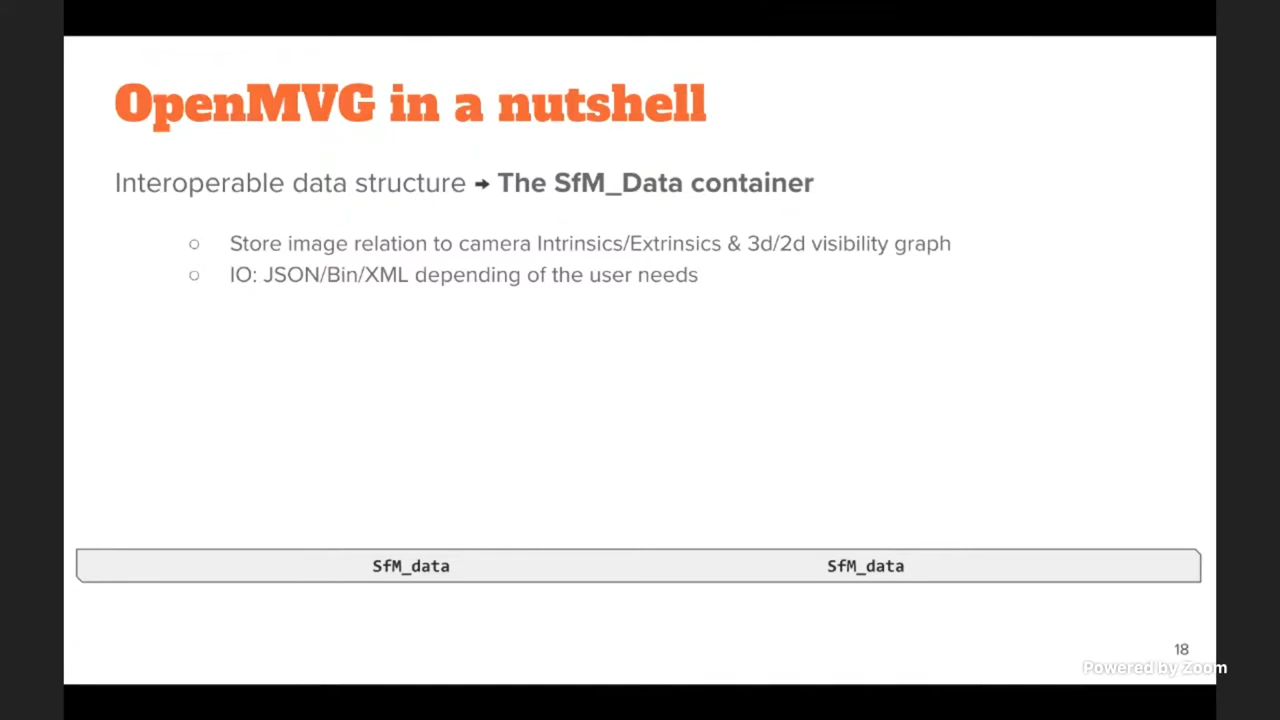 OpenMVG in a nutshell
Interoperable data structure → The SfM_Data container
○ Store image relation to camera Intrinsics/Extrinsics & 3d/2d visibility graph
○ IO: JSON/Bin/XML depending of the user needs
SfM_data SfM_data
18
Powered by Zoom